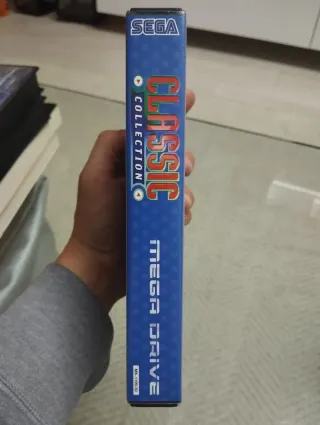 SEGA
CLASSIC
COLLECTION
MEGA DRIVE